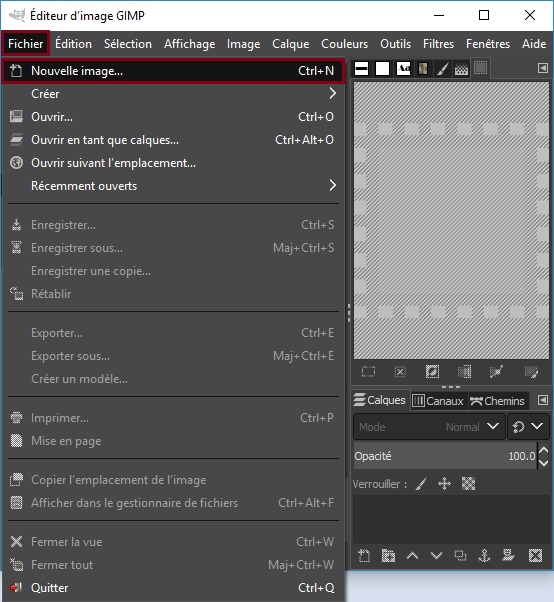 Éditeur d'image GIMP
Fichier Édition Sélection Affichage Image Calque Couleurs Outils Filtres Fenêtres Aide
Nouvelle image... Ctrl+N
Créer
Ouvrir... Ctrl+O
Ouvrir en tant que calques... Ctrl+Alt+O
Ouvrir suivant l'emplacement...
Récemment ouverts
Enregistrer... Ctrl+S
Enregistrer sous... Maj+Ctrl+S
Enregistrer une copie...
Rétablir
Exporter... Ctrl+E
Exporter sous... Maj+Ctrl+E
Créer un modèle...
Imprimer... Ctrl+P
Mise en page
Copier l'emplacement de l'image
Afficher dans le gestionnaire de fichiers Ctrl+Alt+F
Fermer la vue Ctrl+W
Fermer tout Maj+Ctrl+W
Quitter Ctrl+Q
Aa
Calques Canaux Chemins
Mode Normal
Opacité 100.0
Verrouiller :